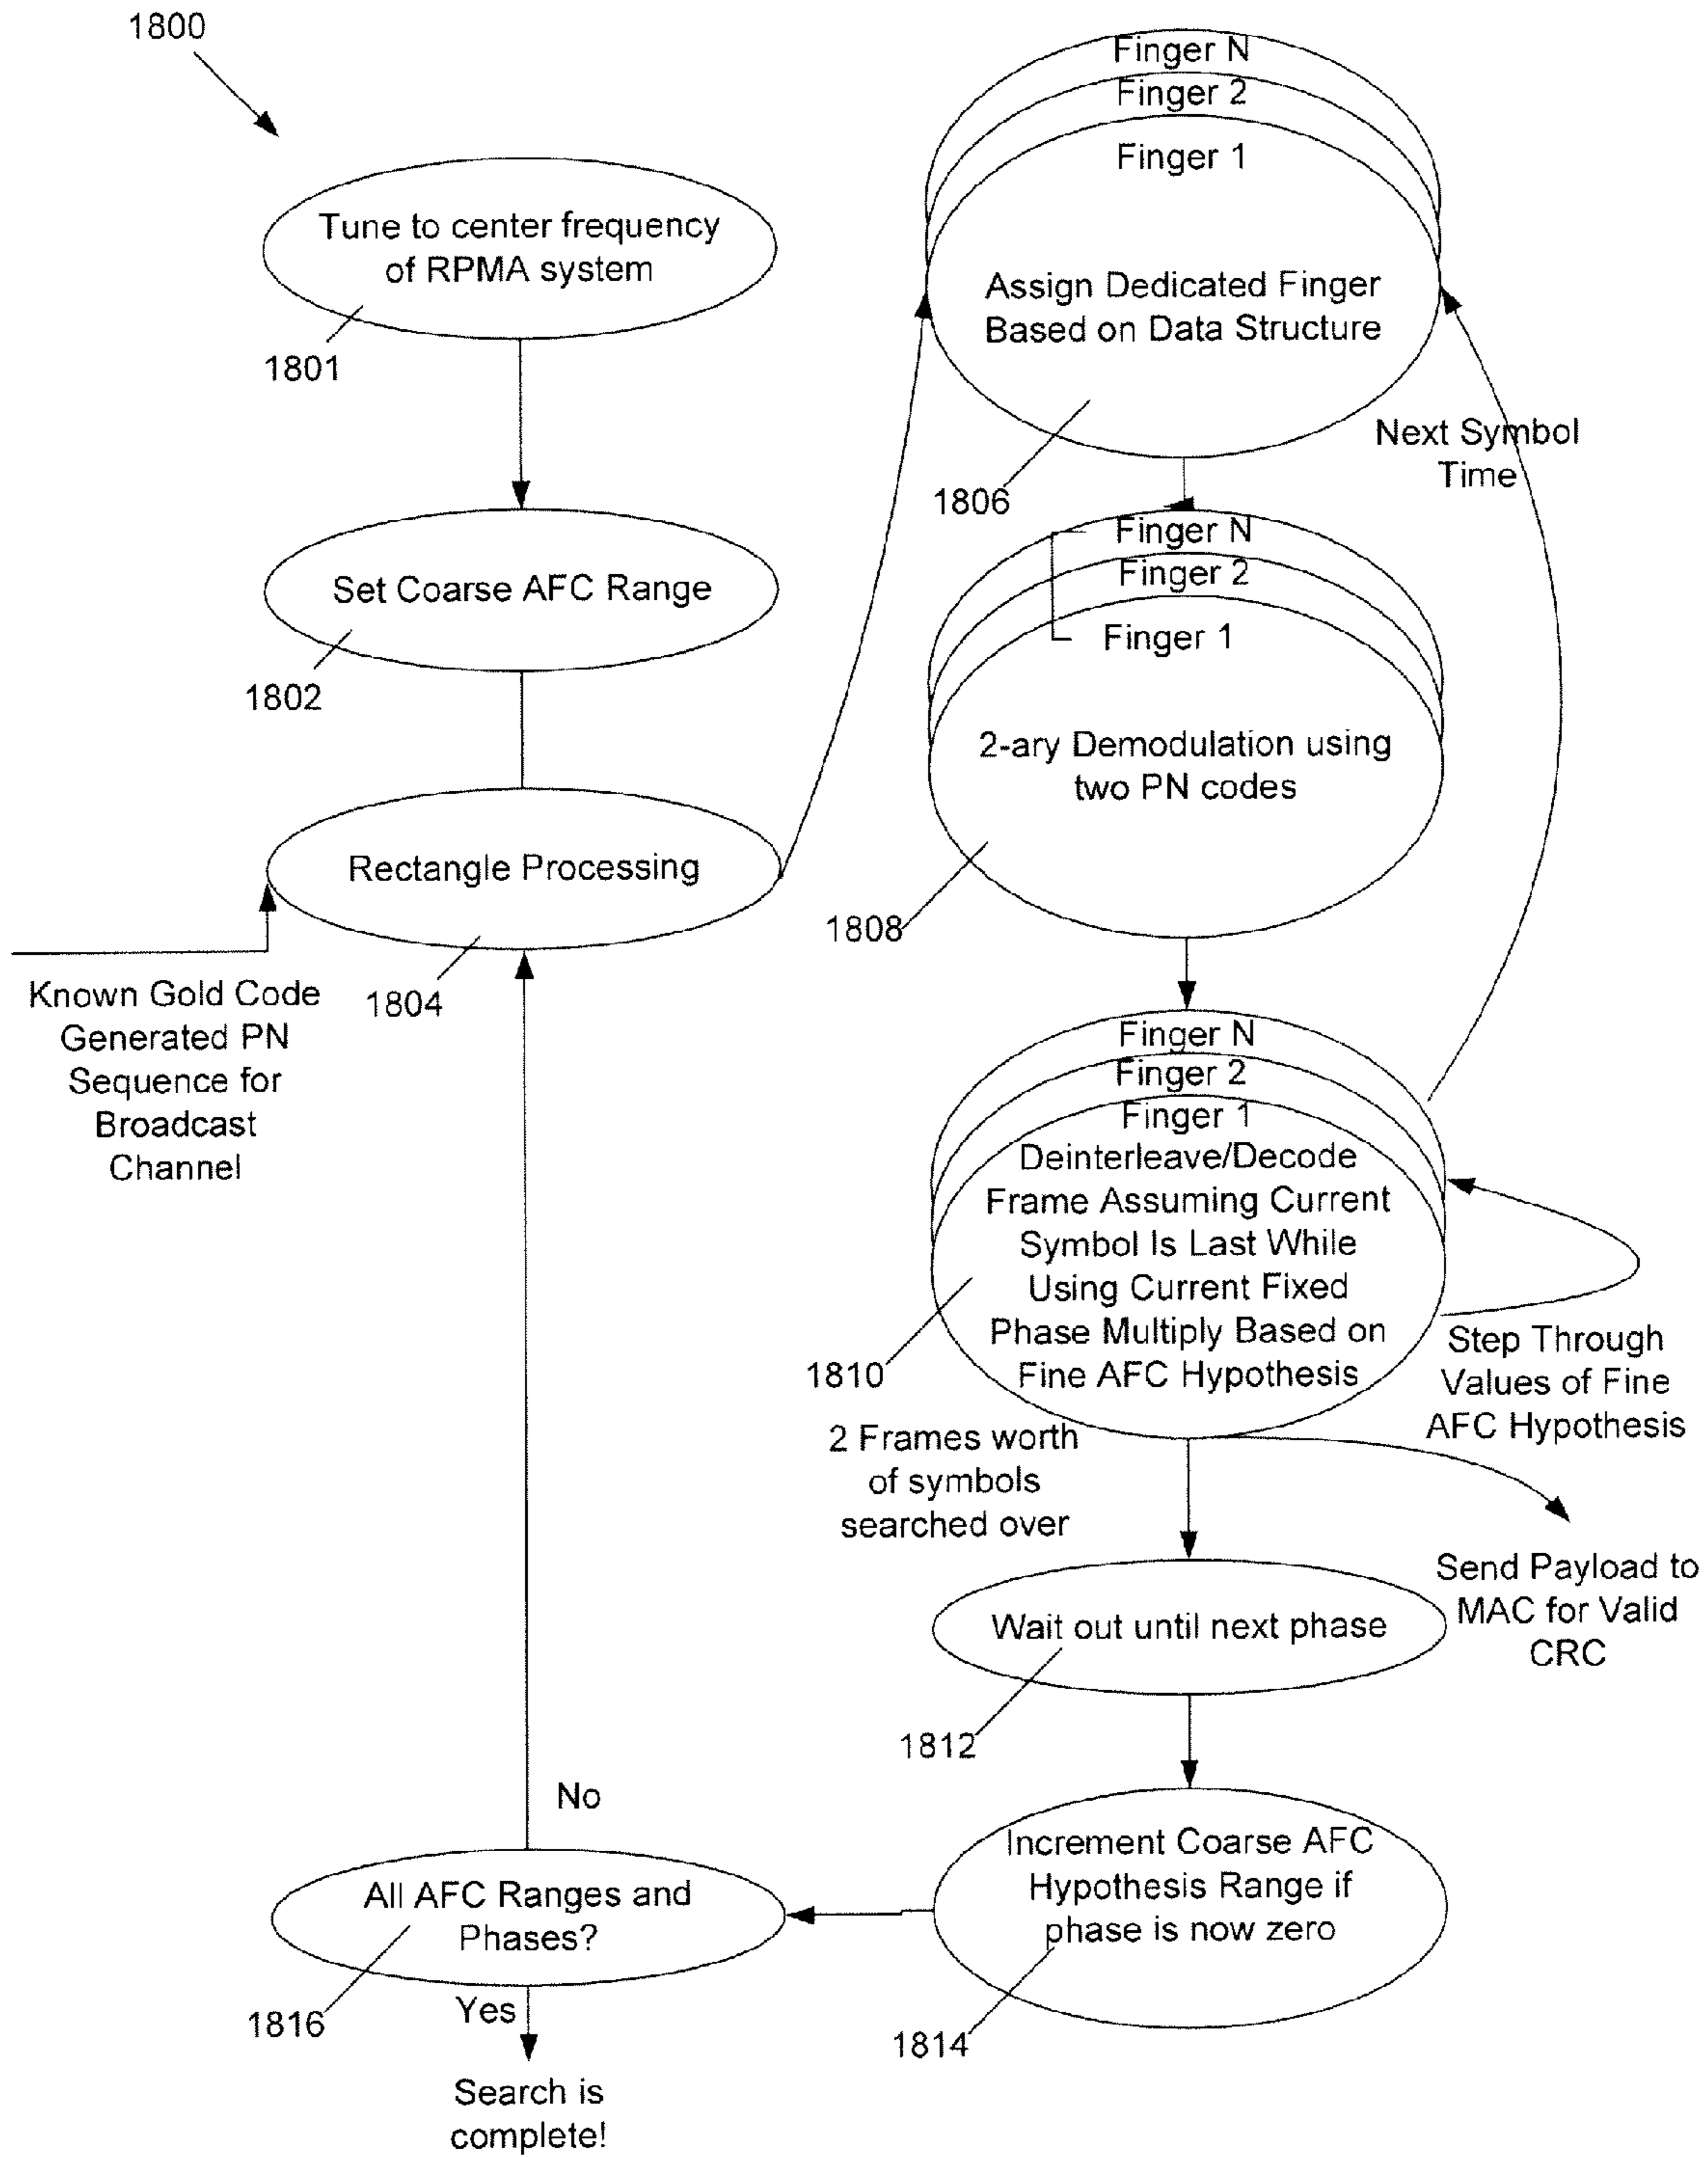 1800
Tune to center frequency
of RPMA system
1801
Set Coarse AFC Range
1802
Rectangle Processing
1804
Known Gold Code
Generated PN
Sequence for
Broadcast
Channel
Finger N
Finger 2
Finger 1
Assign Dedicated Finger
Based on Data Structure
1806
Next Symbol
Time
Finger N
Finger 2
Finger 1
2-ary Demodulation using
two PN codes
1808
Finger N
Finger 2
Finger 1
Deinterleave/Decode
Frame Assuming Current
Symbol Is Last While
Using Current Fixed
Phase Multiply Based on
Fine AFC Hypothesis
1810
Step Through
Values of Fine
AFC Hypothesis
2 Frames worth
of symbols
searched over
Send Payload to
MAC for Valid
CRC
Wait out until next phase
1812
Increment Coarse AFC
Hypothesis Range if
phase is now zero
1814
No
All AFC Ranges and
Phases?
1816
Yes
Search is
complete!